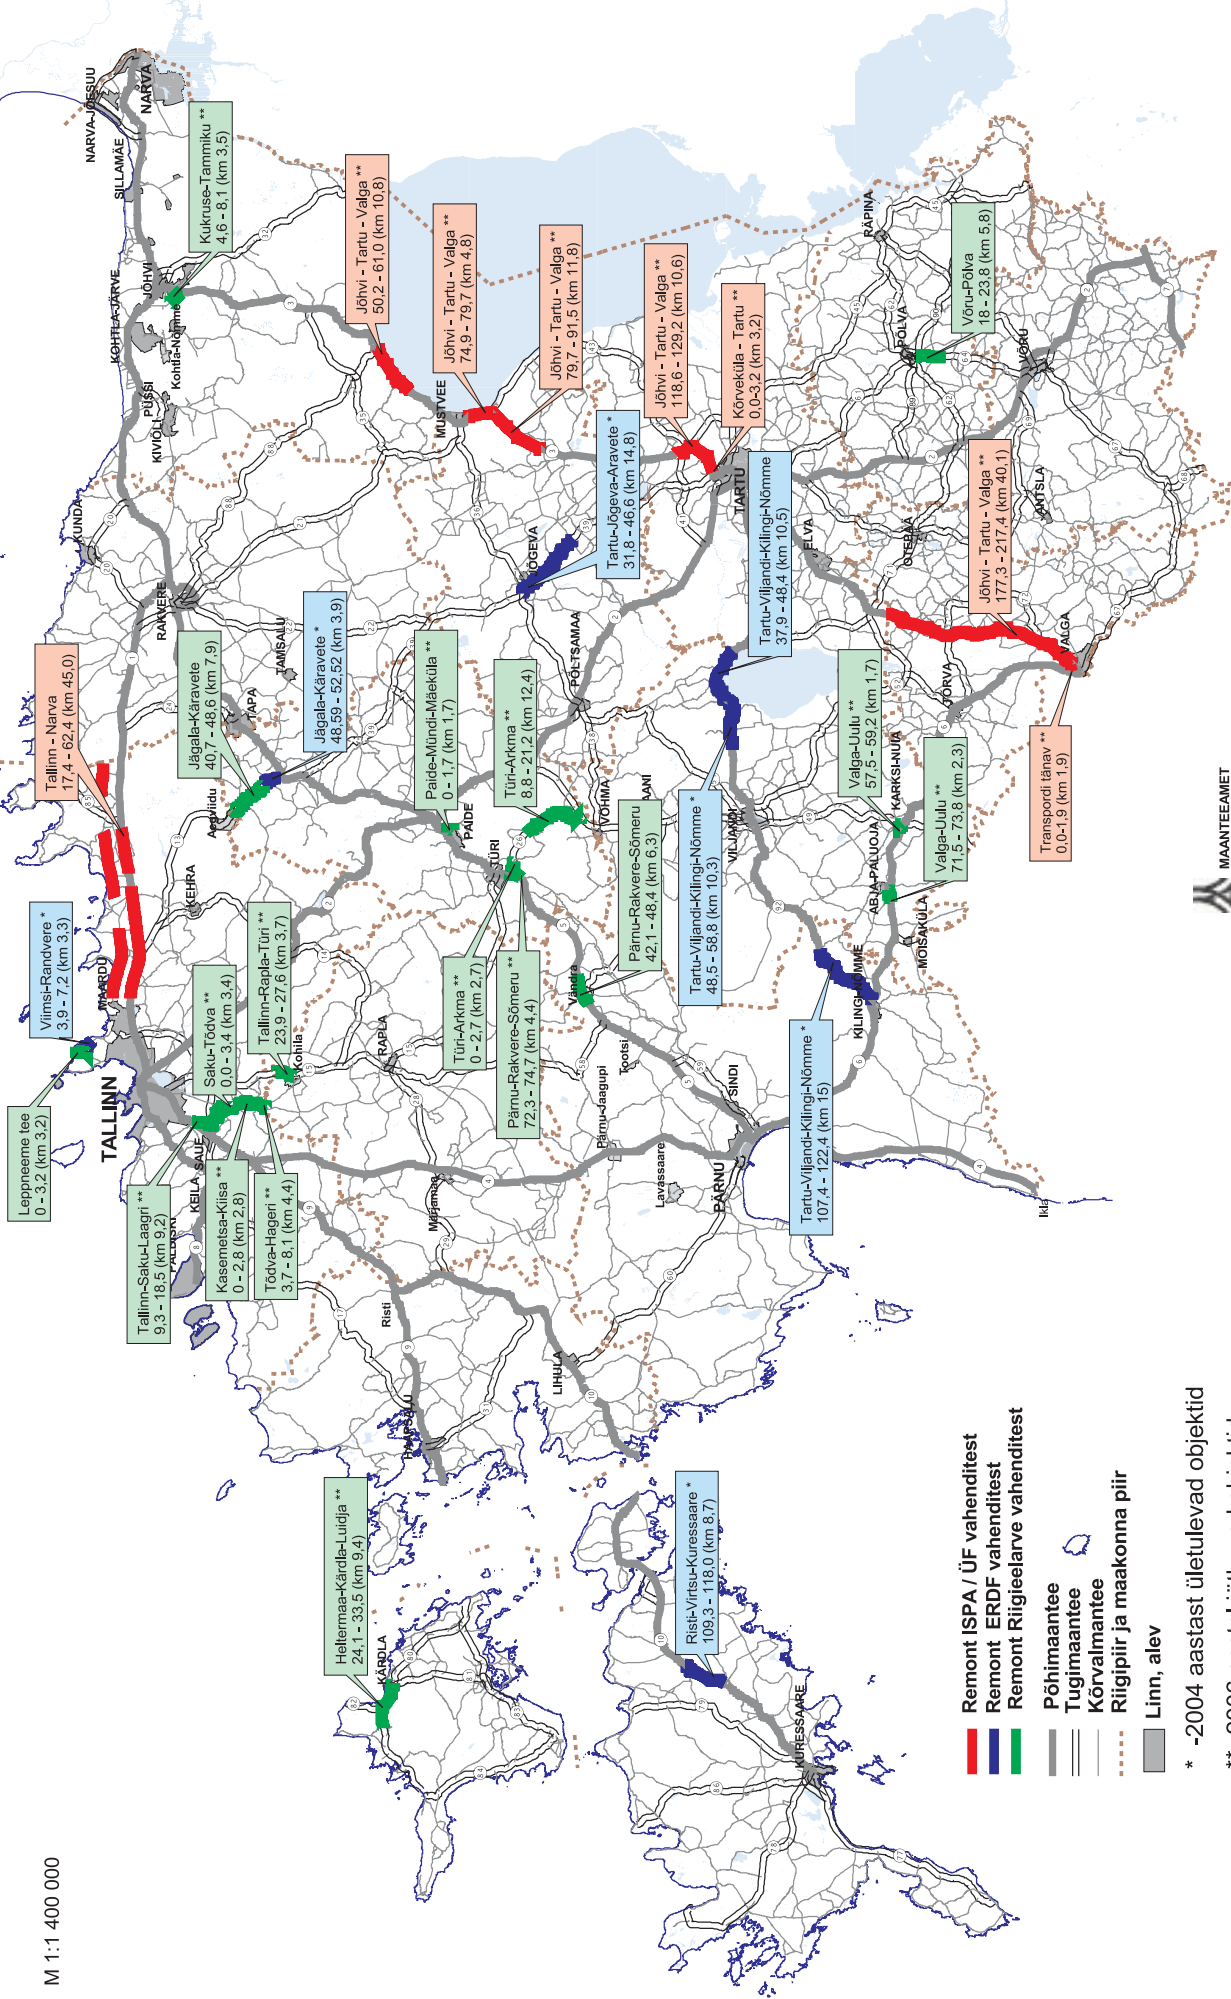 M 1:1 400 000
Leppneeme tee
0 - 3,2 (km 3,2)
Viimsi-Randvere *
3,9 - 7,2 (km 3,3)
Tallinn - Narva
17,4 - 62,4 (km 45,0)
Kukruse-Tammiku **
4,6 - 8,1 (km 3,5)
Tallinn-Saku-Laagri **
9,3 - 18,5 (km 9,2)
Saku-Tõdva **
0,0 - 3,4 (km 3,4)
Kasemetsa-Kiisa **
0 - 2,8 (km 2,8)
Tõdva-Hageri **
3,7 - 8,1 (km 4,4)
Tallinn-Rapla-Türi **
23,9 - 27,6 (km 3,7)
Jägala-Käravete
40,7 - 48,6 (km 7,9)
Jägala-Käravete *
48,59 - 52,52 (km 3,9)
Jõhvi - Tartu - Valga **
50,2 - 61,0 (km 10,8)
Jõhvi - Tartu - Valga **
74,9 - 79,7 (km 4,8)
Jõhvi - Tartu - Valga **
79,7 - 91,5 (km 11,8)
Jõhvi - Tartu - Valga **
118,6 - 129,2 (km 10,6)
Kõrveküla - Tartu **
0,0-3,2 (km 3,2)
Heltermaa-Kärdla-Luidja **
24,1 - 33,5 (km 9,4)
Paide-Mündi-Mäeküla **
0 - 1,7 (km 1,7)
Türi-Arkma **
8,8 - 21,2 (km 12,4)
Türi-Arkma **
0 - 2,7 (km 2,7)
Pärnu-Rakvere-Sõmeru **
72,3 - 74,7 (km 4,4)
Pärnu-Rakvere-Sõmeru
42,1 - 48,4 (km 6,3)
Tartu-Jõgeva-Aravete *
31,8 - 46,6 (km 14,8)
Tartu-Viljandi-Kilingi-Nõmme
37,9 - 48,4 (km 10,5)
Tartu-Viljandi-Kilingi-Nõmme *
48,5 - 58,8 (km 10,3)
Tartu-Viljandi-Kilingi-Nõmme *
107,4 - 122,4 (km 15)
Risti-Virtsu-Kuressaare *
109,3 - 118,0 (km 8,7)
Võru-Põlva
18 - 23,8 (km 5,8)
Valga-Uulu **
57,5 - 59,2 (km 1,7)
Valga-Uulu **
71,5 - 73,8 (km 2,3)
Jõhvi - Tartu - Valga **
177,3 - 217,4 (km 40,1)
Transpordi tänav **
0,0-1,9 (km 1,9)
TALLINN
MAARDU
KEILA
SAUE
PALDISKI
Kohila
KEHRA
Aegviidu
TAPA
TAMSALU
RAKVERE
KUNDA
KIVIÕLI
PÜSSI
KOHTLA-JÄRVE
Kohtla-Nõmme
JÕHVI
SILLAMÄE
NARVA-JÕESUU
NARVA
MUSTVEE
JÕGEVA
PÕLTSAMAA
PAIDE
TÜRI
VÕHMA
RAPLA
Märjamaa
Risti
HAAPSALU
LIHULA
KÄRDLA
KURESSAARE
Vändra
Tootsi
Pärnu-Jaagupi
Lavassaare
SINDI
PÄRNU
Ikla
KILINGI-NÕMME
MÕISAKÜLA
ABJA-PALUOJA
KARKSI-NUIA
VILJANDI
TÕRVA
VALGA
OTEPÄÄ
ELVA
TARTU
ANTSLA
VÕRU
PÕLVA
RÄPINA
Remont ISPA / ÜF vahenditest
Remont ERDF vahenditest
Remont Riigieelarve vahenditest
Põhimaantee
Tugimaantee
Kõrvalmantee
Riigipiir ja maakonna piir
Linn, alev
* -2004 aastast ületulevad objektid
MAANTEEAMET